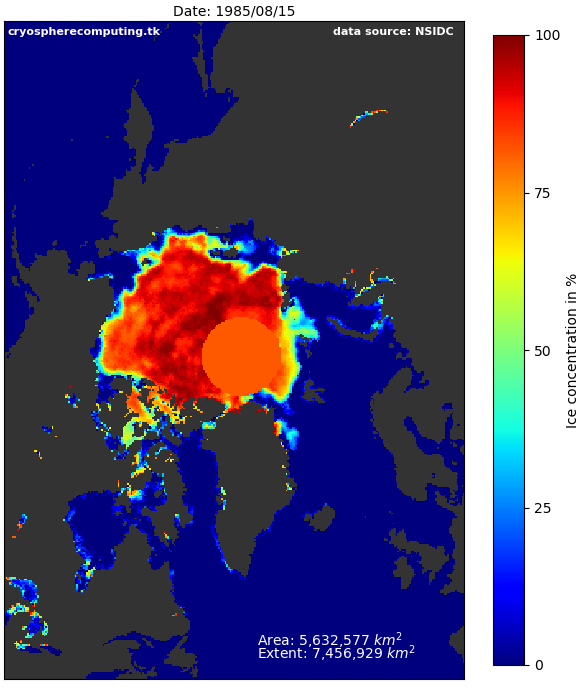 Date: 1985/08/15
cryospherecomputing.tk
data source: NSIDC
100
75
50
25
0
Ice concentration in %
Area: 5,632,577 km²
Extent: 7,456,929 km²